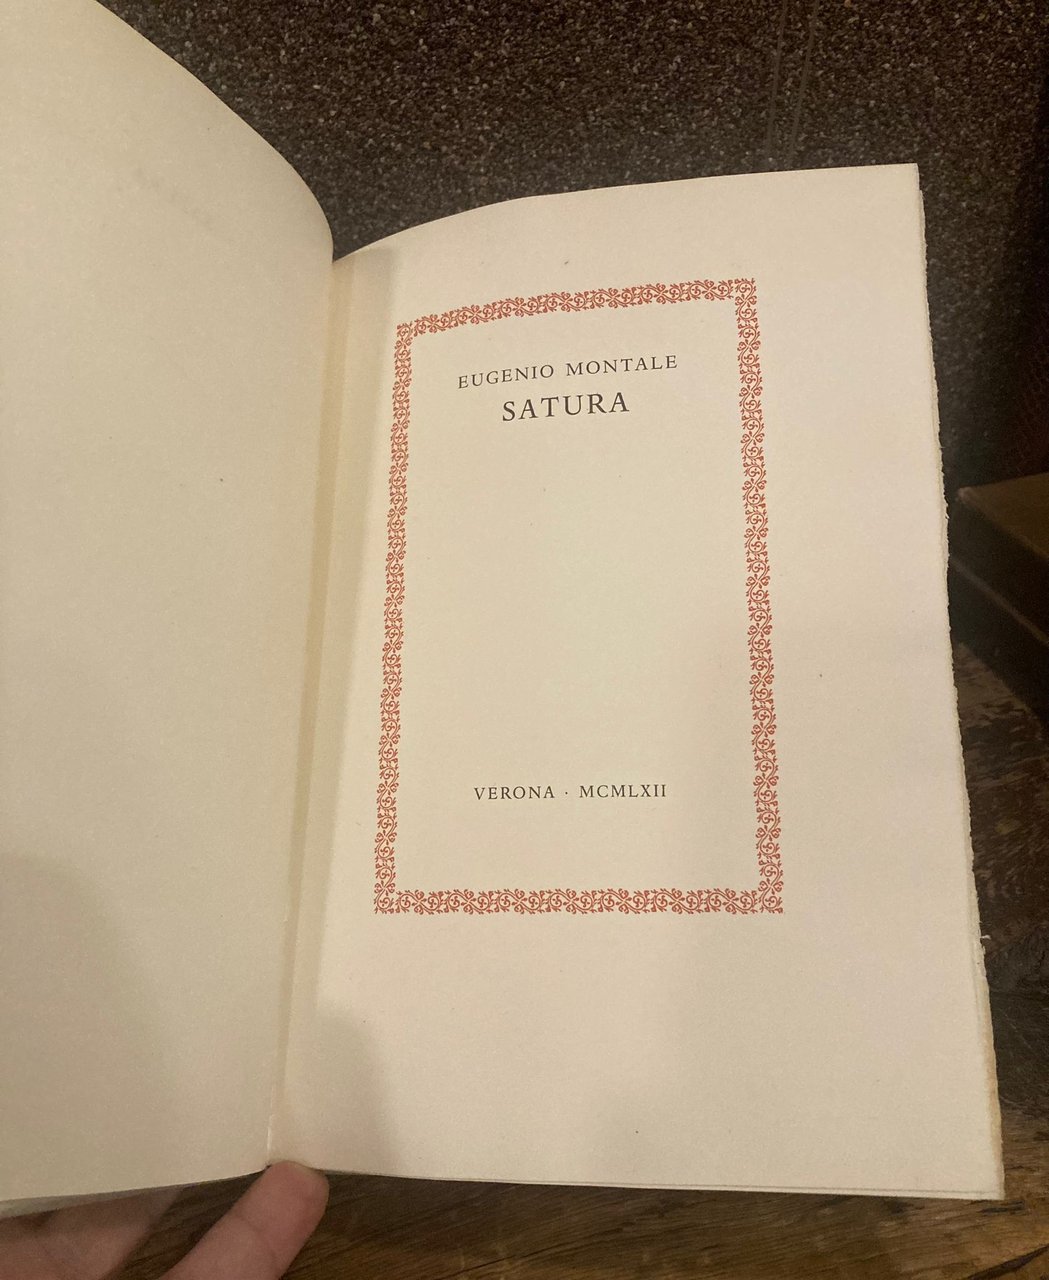 EUGENIO MONTALE
SATURA
VERONA · MCMLXII